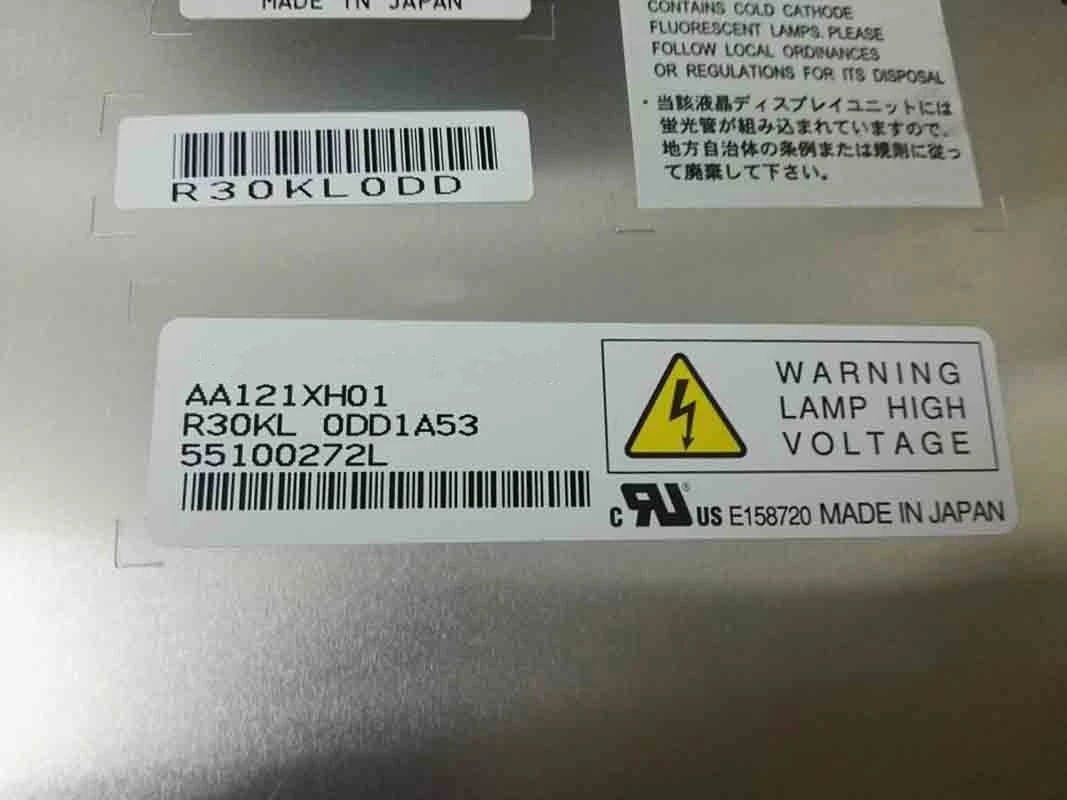 MADE IN JAPAN
CONTAINS COLD CATHODE
FLUORESCENT LAMPS. PLEASE
FOLLOW LOCAL ORDINANCES
OR REGULATIONS FOR ITS DISPOSAL
・当該液晶ディスプレイユニットには
蛍光管が組み込まれていますので、
地方自治体の条例または規則に従っ
て廃棄して下さい。
R30KL0DD
AA121XH01
R30KL 0DD1A53
55100272L
WARNING
LAMP HIGH
VOLTAGE
c RU® US E158720 MADE IN JAPAN